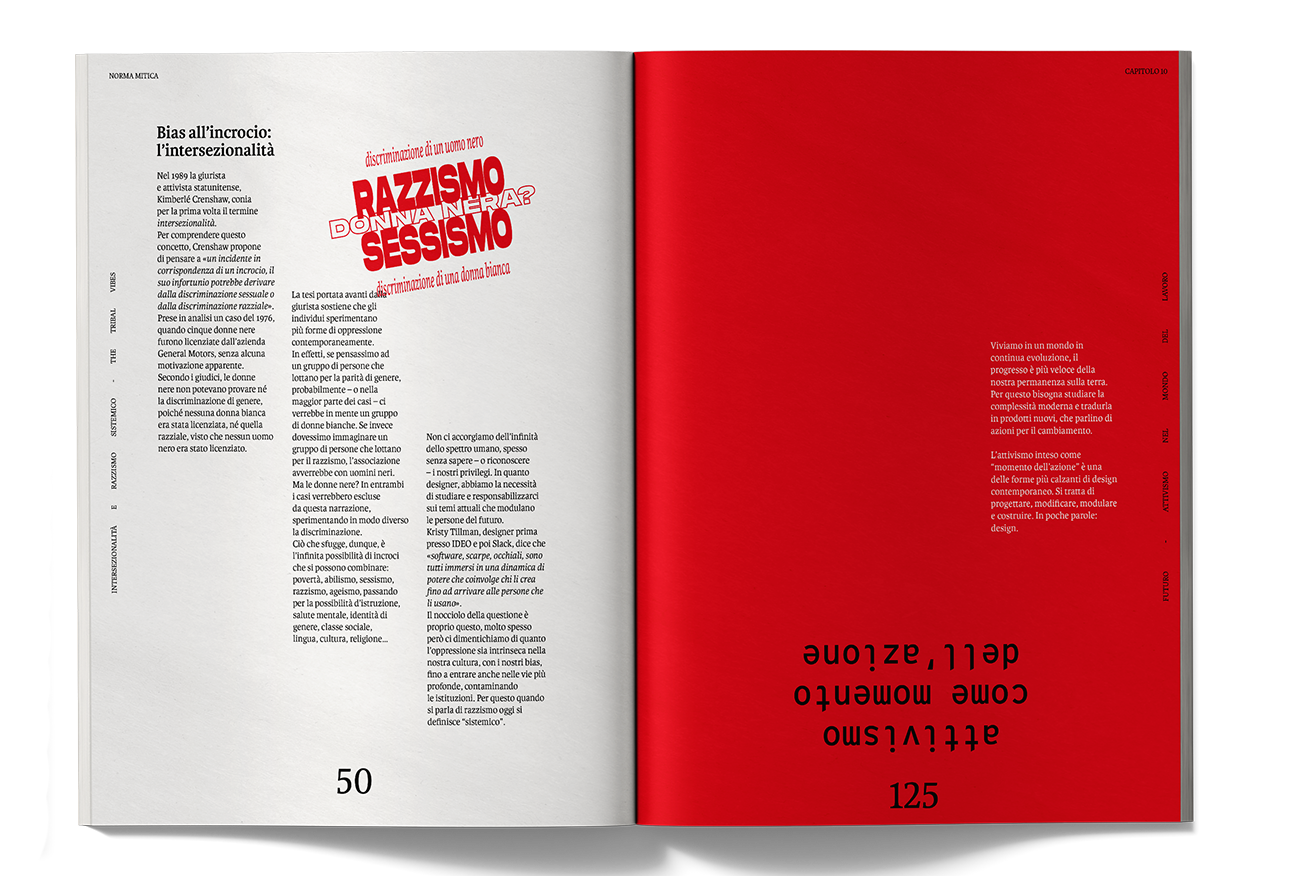 NORMA MITICA
INTERSEZIONALITÀ E RAZZISMO SISTEMICO - THE TRIBAL VIBES
Bias all’incrocio:
l’intersezionalità
Nel 1989 la giurista
e attivista statunitense,
Kimberlé Crenshaw, conia
per la prima volta il termine
intersezionalità.
Per comprendere questo
concetto, Crenshaw propone
di pensare a «un incidente in
corrispondenza di un incrocio, il
suo infortunio potrebbe derivare
dalla discriminazione sessuale o
dalla discriminazione razziale».
Prese in analisi un caso del 1976,
quando cinque donne nere
furono licenziate dall’azienda
General Motors, senza alcuna
motivazione apparente.
Secondo i giudici, le donne
nere non potevano provare né
la discriminazione di genere,
poiché nessuna donna bianca
era stata licenziata, né quella
razziale, visto che nessun uomo
nero era stato licenziato.
discriminazione di un uomo nero
RAZZISMO
DONNA NERA?
SESSISMO
discriminazione di una donna bianca
La tesi portata avanti dalla
giurista sostiene che gli
individui sperimentano
più forme di oppressione
contemporaneamente.
In effetti, se pensassimo ad
un gruppo di persone che
lottano per la parità di genere,
probabilmente – o nella
maggior parte dei casi – ci
verrebbe in mente un gruppo
di donne bianche. Se invece
dovessimo immaginare un
gruppo di persone che lottano
per il razzismo, l’associazione
avverrebbe con uomini neri.
Ma le donne nere? In entrambi
i casi verrebbero escluse
da questa narrazione,
sperimentando in modo diverso
la discriminazione.
Ciò che sfugge, dunque, è
l’infinita possibilità di incroci
che si possono combinare:
povertà, abilismo, sessismo,
razzismo, ageismo, passando
per la possibilità d’istruzione,
salute mentale, identità di
genere, classe sociale,
lingua, cultura, religione...
Non ci accorgiamo dell’infinità
dello spettro umano, spesso
senza sapere – o riconoscere
– i nostri privilegi. In quanto
designer, abbiamo la necessità
di studiare e responsabilizzarci
sui temi attuali che modulano
le persone del futuro.
Kristy Tillman, designer prima
presso IDEO e poi Slack, dice che
«software, scarpe, occhiali, sono
tutti immersi in una dinamica di
potere che coinvolge chi li crea
fino ad arrivare alle persone che
li usano».
Il nocciolo della questione è
proprio questo, molto spesso
però ci dimentichiamo di quanto
l’oppressione sia intrinseca nella
nostra cultura, con i nostri bias,
fino a entrare anche nelle vie più
profonde, contaminando
le istituzioni. Per questo quando
si parla di razzismo oggi si
definisce “sistemico”.
50
CAPITOLO 10
FUTURO - ATTIVISMO NEL MONDO DEL LAVORO
Viviamo in un mondo in
continua evoluzione, il
progresso è più veloce della
nostra permanenza sulla terra.
Per questo bisogna studiare la
complessità moderna e tradurla
in prodotti nuovi, che parlino di
azioni per il cambiamento.
L’attivismo inteso come
“momento dell’azione” è una
delle forme più calzanti di design
contemporaneo. Si tratta di
progettare, modificare, modulare
e costruire. In poche parole:
design.
attivismo
come momento
dell'azione
125